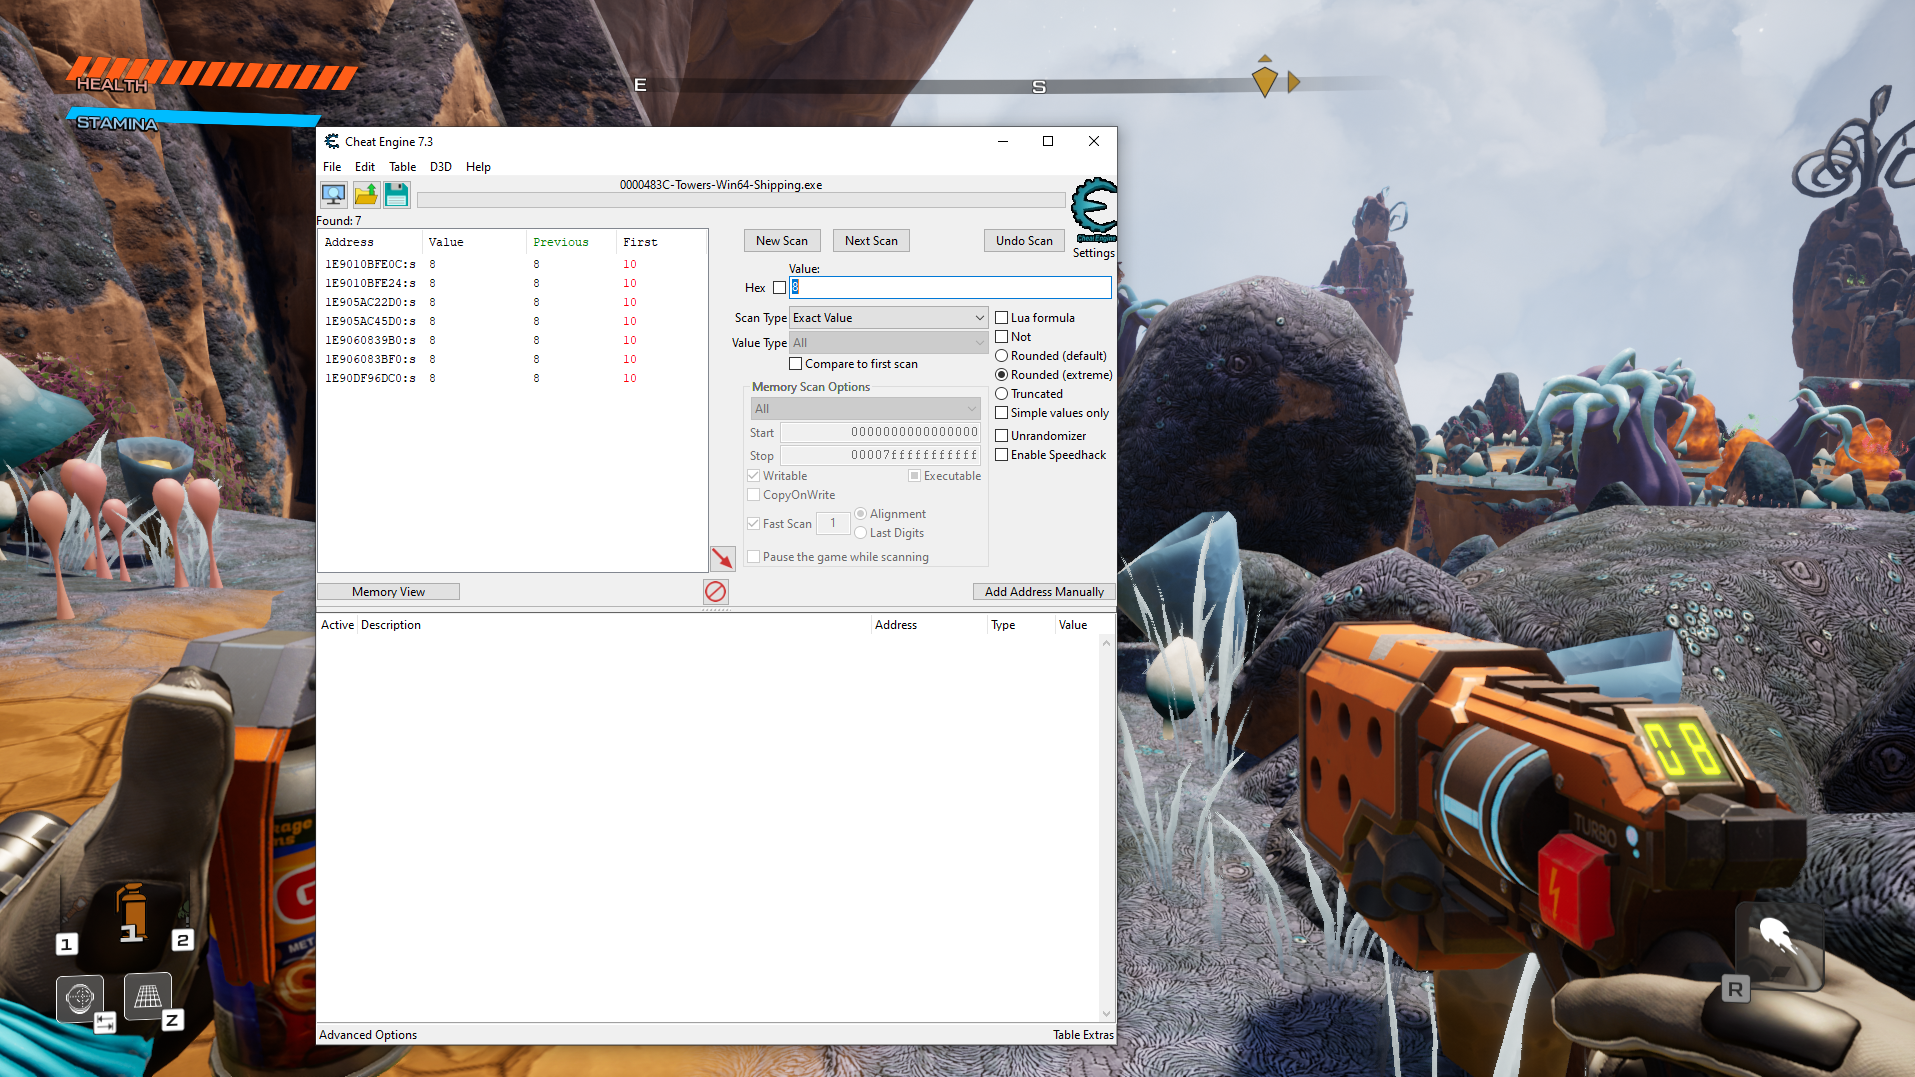 HEALTH
STAMINA
E
S
Cheat Engine 7.3
File Edit Table D3D Help
0000483C-Towers-Win64-Shipping.exe
Found: 7
Cheat Engine
Settings
Address Value Previous First
1E9010BFE0C:s 8 8 10
1E9010BFE24:s 8 8 10
1E905AC22D0:s 8 8 10
1E905AC45D0:s 8 8 10
1E9060839B0:s 8 8 10
1E906083BF0:s 8 8 10
1E90DF96DC0:s 8 8 10
New Scan Next Scan Undo Scan
Value:
Hex 8
Scan Type Exact Value
Value Type All
Compare to first scan
Lua formula
Not
Rounded (default)
Rounded (extreme)
Truncated
Simple values only
Unrandomizer
Enable Speedhack
Memory Scan Options
All
Start 0000000000000000
Stop 00007fffffffffff
Writable Executable
CopyOnWrite
Fast Scan 1 Alignment
Last Digits
Pause the game while scanning
Memory View
Add Address Manually
Active Description Address Type Value
Advanced Options
Table Extras
08
TURBO
1
1
2
Z
R